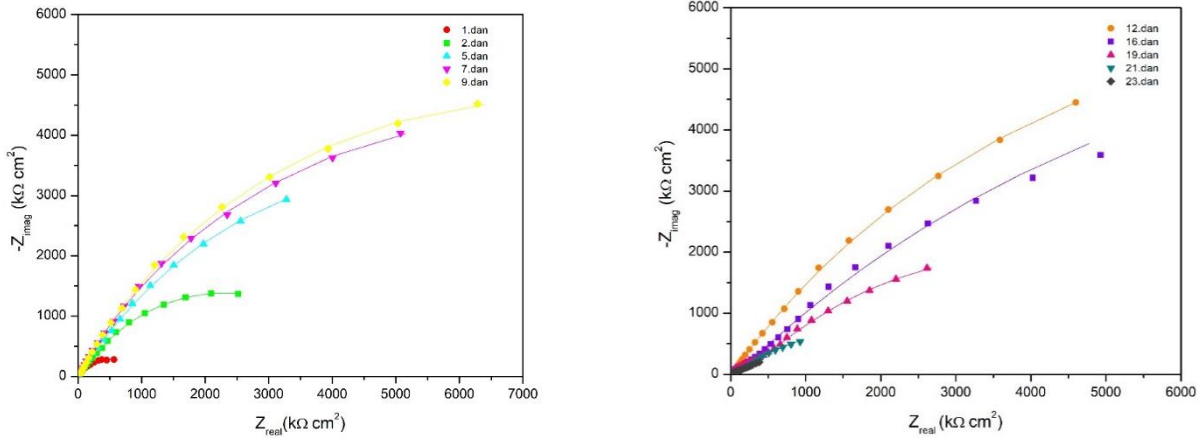 6000
5000
4000
3000
2000
1000
0
-Z_imag (kΩ cm²)
1.dan
2.dan
5.dan
7.dan
9.dan
0 1000 2000 3000 4000 5000 6000 7000
Z_real (kΩ cm²)
6000
5000
4000
3000
2000
1000
0
-Z_imag (kΩ cm²)
12.dan
16.dan
19.dan
21.dan
23.dan
0 1000 2000 3000 4000 5000 6000
Z_real (kΩ cm²)